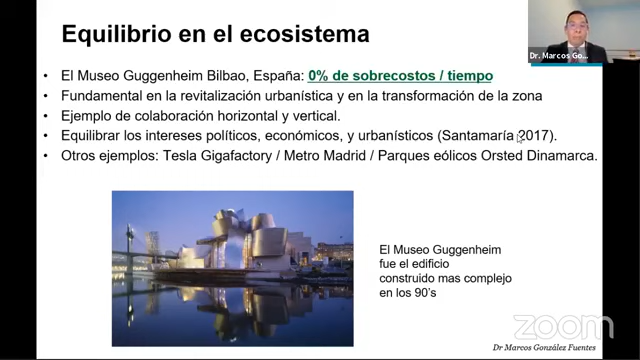 Equilibrio en el ecosistema
Dr. Marcos Go...
• El Museo Guggenheim Bilbao, España: 0% de sobrecostos / tiempo
• Fundamental en la revitalización urbanística y en la transformación de la zona
• Ejemplo de colaboración horizontal y vertical.
• Equilibrar los intereses políticos, económicos, y urbanísticos (Santamaría 2017).
• Otros ejemplos: Tesla Gigafactory / Metro Madrid / Parques eólicos Orsted Dinamarca.
El Museo Guggenheim
fue el edificio
construido mas complejo
en los 90's
zoom
Dr Marcos González Fuentes